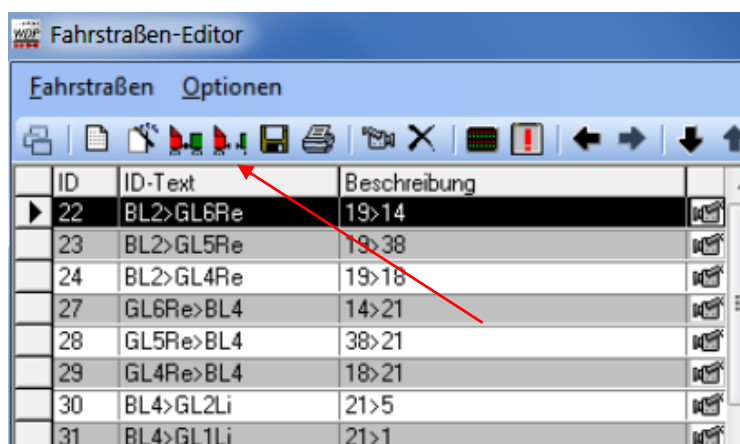 WDP Fahrstraßen-Editor
Fahrstraßen Optionen
ID ID-Text Beschreibung
22 BL2>GL6Re 19>14
23 BL2>GL5Re 19>38
24 BL2>GL4Re 19>18
27 GL6Re>BL4 14>21
28 GL5Re>BL4 38>21
29 GL4Re>BL4 18>21
30 BL4>GL2Li 21>5
31 BL4>GL1Li 21>1